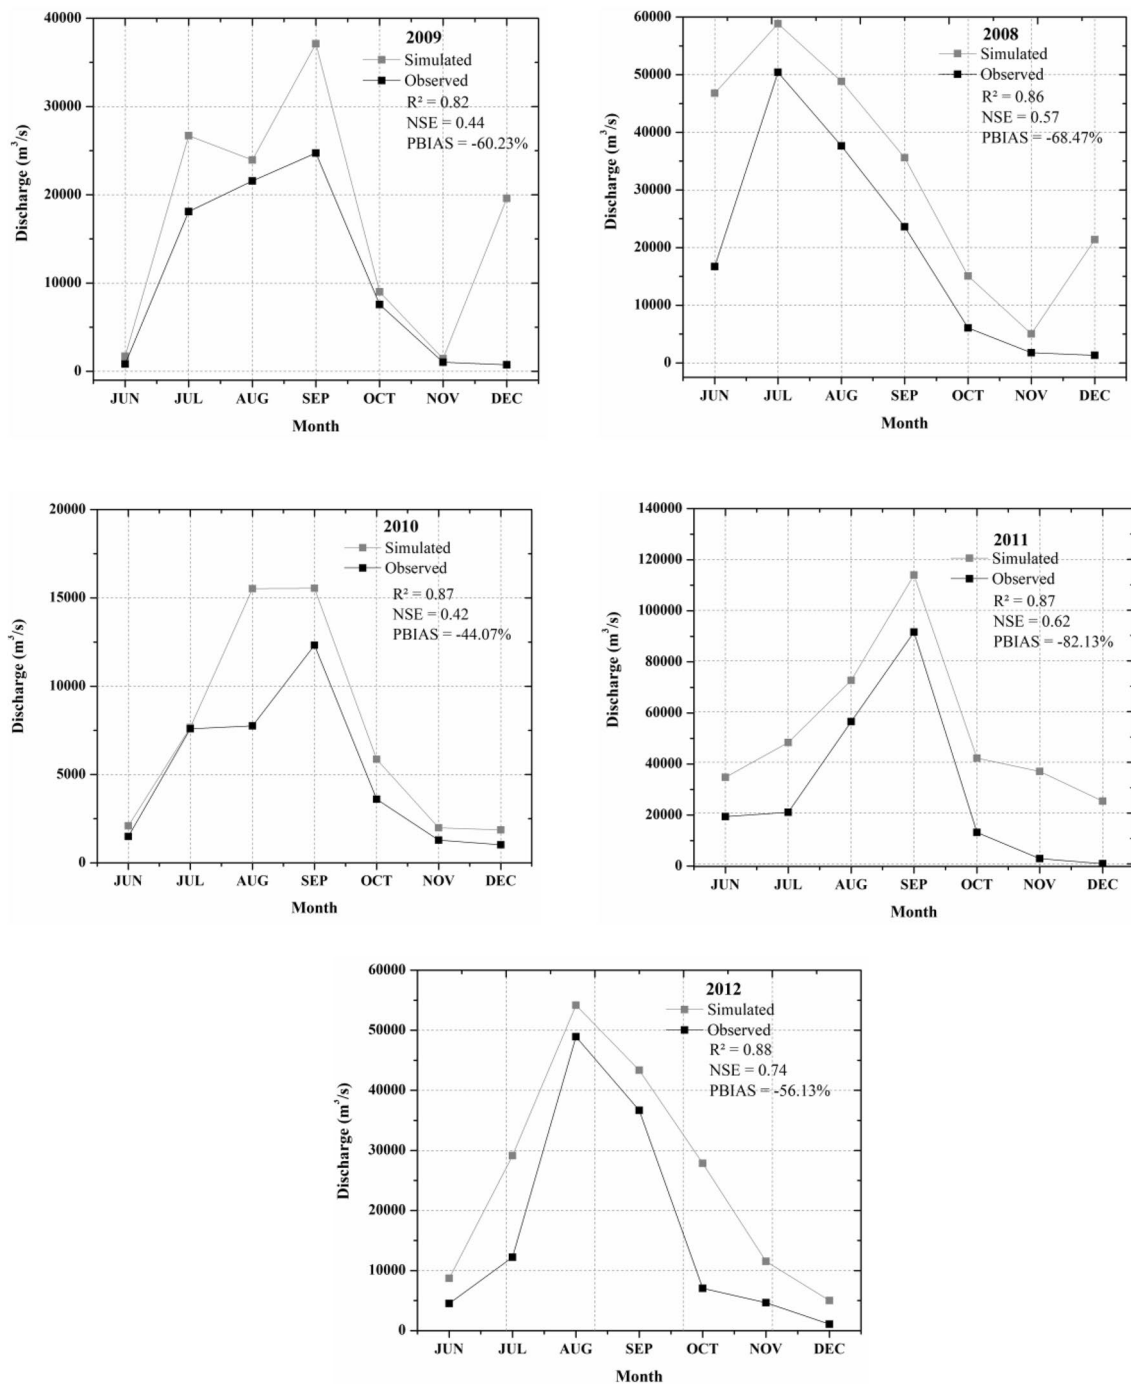 2009
Simulated
Observed
R² = 0.82
NSE = 0.44
PBIAS = -60.23%
40000
30000
20000
10000
0
Discharge (m³/s)
JUN JUL AUG SEP OCT NOV DEC
Month
2008
Simulated
Observed
R² = 0.86
NSE = 0.57
PBIAS = -68.47%
60000
50000
40000
30000
20000
10000
0
Discharge (m³/s)
JUN JUL AUG SEP OCT NOV DEC
Month
2010
Simulated
Observed
R² = 0.87
NSE = 0.42
PBIAS = -44.07%
20000
15000
10000
5000
0
Discharge (m³/s)
JUN JUL AUG SEP OCT NOV DEC
Month
2011
Simulated
Observed
R² = 0.87
NSE = 0.62
PBIAS = -82.13%
140000
120000
100000
80000
60000
40000
20000
0
Discharge (m³/s)
JUN JUL AUG SEP OCT NOV DEC
Month
2012
Simulated
Observed
R² = 0.88
NSE = 0.74
PBIAS = -56.13%
60000
50000
40000
30000
20000
10000
0
Discharge (m³/s)
JUN JUL AUG SEP OCT NOV DEC
Month